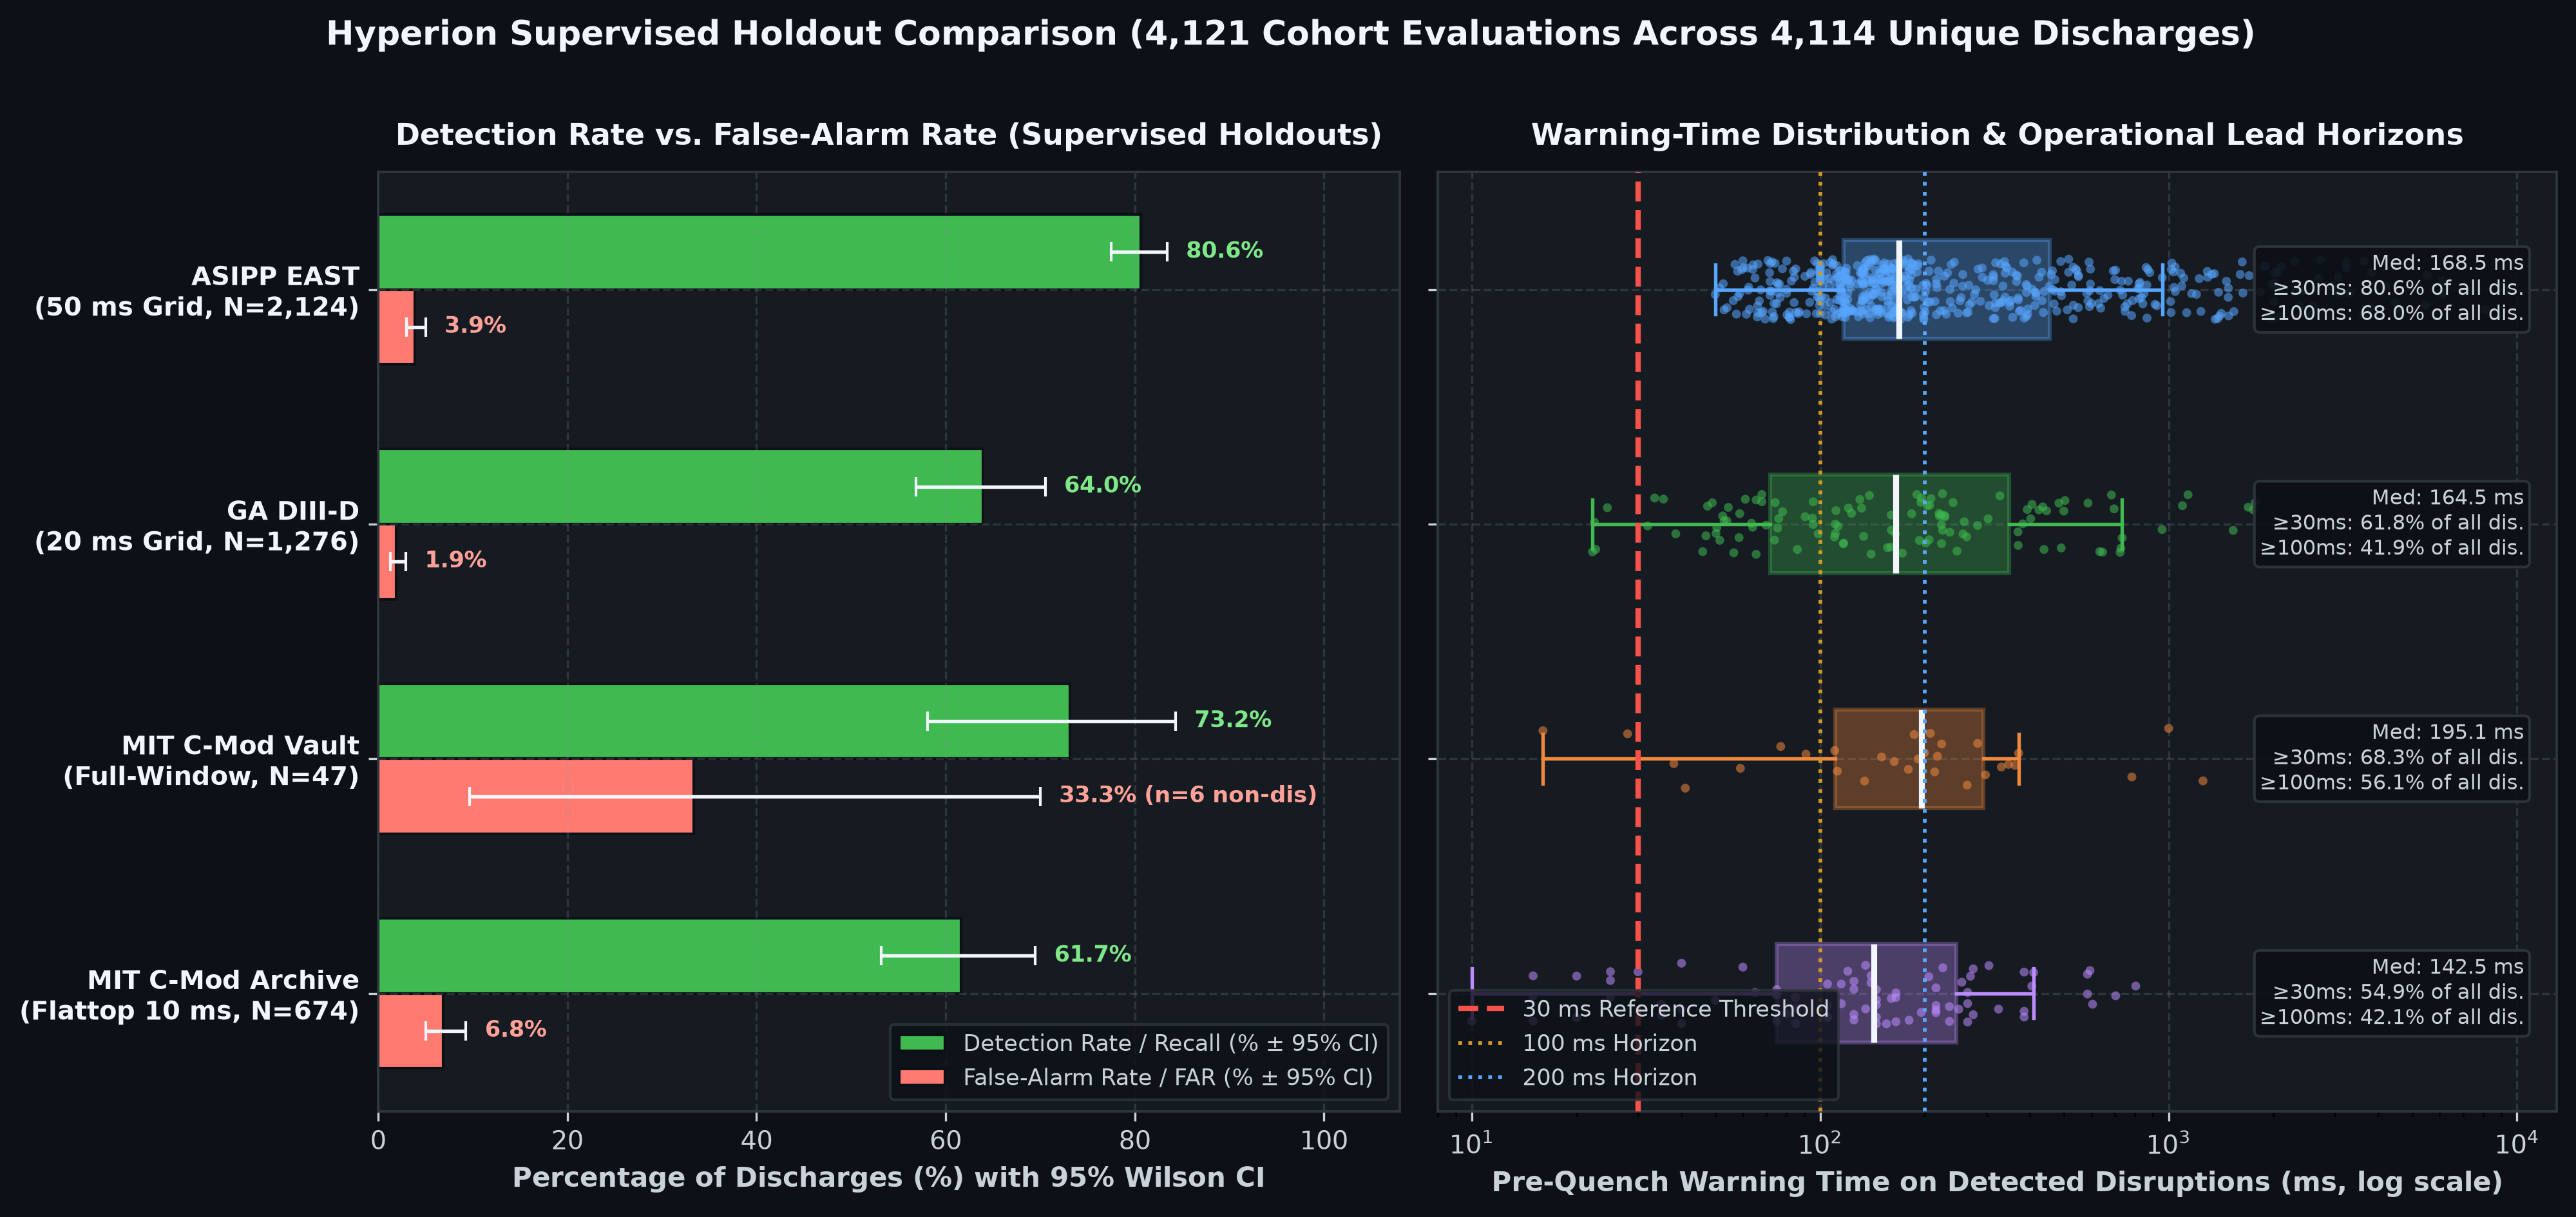 Hyperion Supervised Holdout Comparison (4,121 Cohort Evaluations Across 4,114 Unique Discharges)
Detection Rate vs. False-Alarm Rate (Supervised Holdouts)
ASIPP EAST
(50 ms Grid, N=2,124)
80.6%
3.9%
GA DIII-D
(20 ms Grid, N=1,276)
64.0%
1.9%
MIT C-Mod Vault
(Full-Window, N=47)
73.2%
33.3% (n=6 non-dis)
MIT C-Mod Archive
(Flattop 10 ms, N=674)
61.7%
6.8%
Detection Rate / Recall (% ± 95% CI)
False-Alarm Rate / FAR (% ± 95% CI)
0 20 40 60 80 100
Percentage of Discharges (%) with 95% Wilson CI
Warning-Time Distribution & Operational Lead Horizons
Med: 168.5 ms
≥30ms: 80.6% of all dis.
≥100ms: 68.0% of all dis.
Med: 164.5 ms
≥30ms: 61.8% of all dis.
≥100ms: 41.9% of all dis.
Med: 195.1 ms
≥30ms: 68.3% of all dis.
≥100ms: 56.1% of all dis.
Med: 142.5 ms
≥30ms: 54.9% of all dis.
≥100ms: 42.1% of all dis.
30 ms Reference Threshold
100 ms Horizon
200 ms Horizon
10¹ 10² 10³ 10⁴
Pre-Quench Warning Time on Detected Disruptions (ms, log scale)